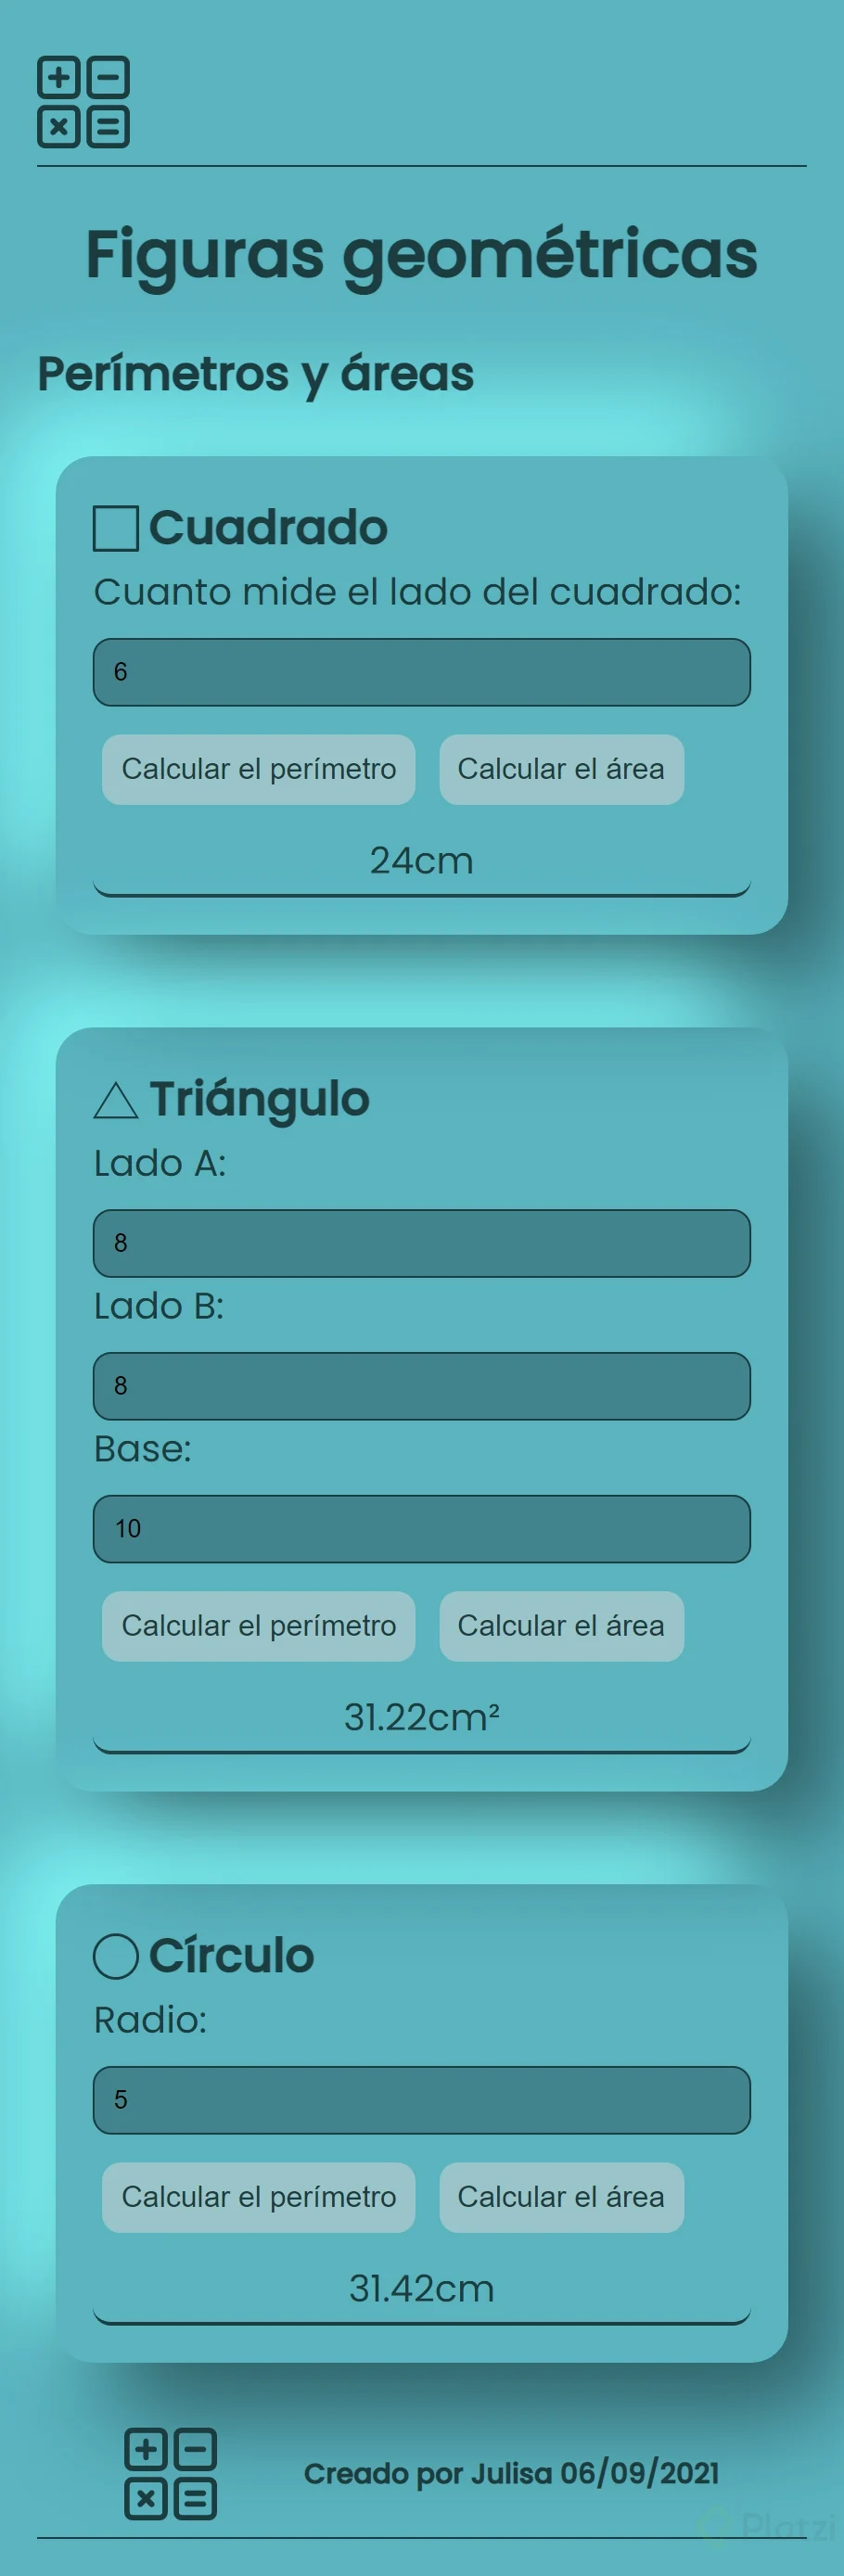 Figuras geométricas
Perímetros y áreas
Cuadrado
Cuanto mide el lado del cuadrado:
6
Calcular el perímetro Calcular el área
24cm
Triángulo
Lado A:
8
Lado B:
8
Base:
10
Calcular el perímetro Calcular el área
31.22cm²
Círculo
Radio:
5
Calcular el perímetro Calcular el área
31.42cm
Creado por Julisa 06/09/2021
Platzi